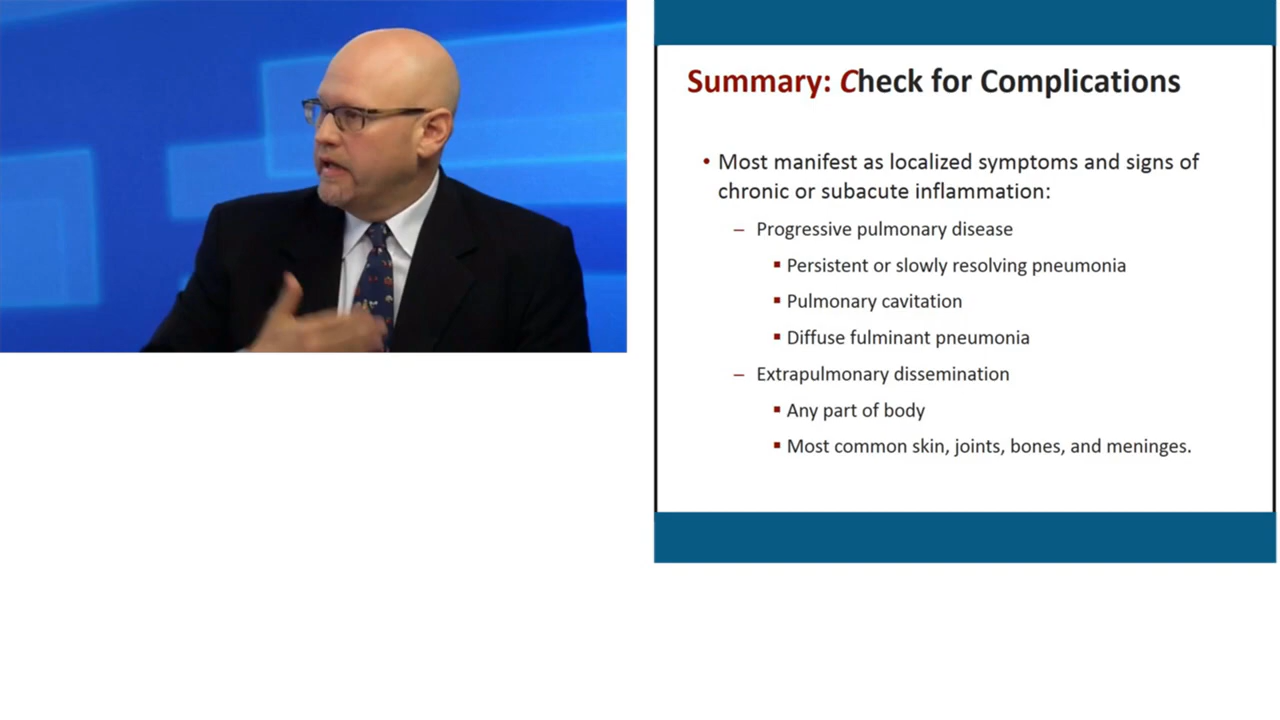 Summary: Check for Complications
• Most manifest as localized symptoms and signs of
chronic or subacute inflammation:
– Progressive pulmonary disease
▪ Persistent or slowly resolving pneumonia
▪ Pulmonary cavitation
▪ Diffuse fulminant pneumonia
– Extrapulmonary dissemination
▪ Any part of body
▪ Most common skin, joints, bones, and meninges.